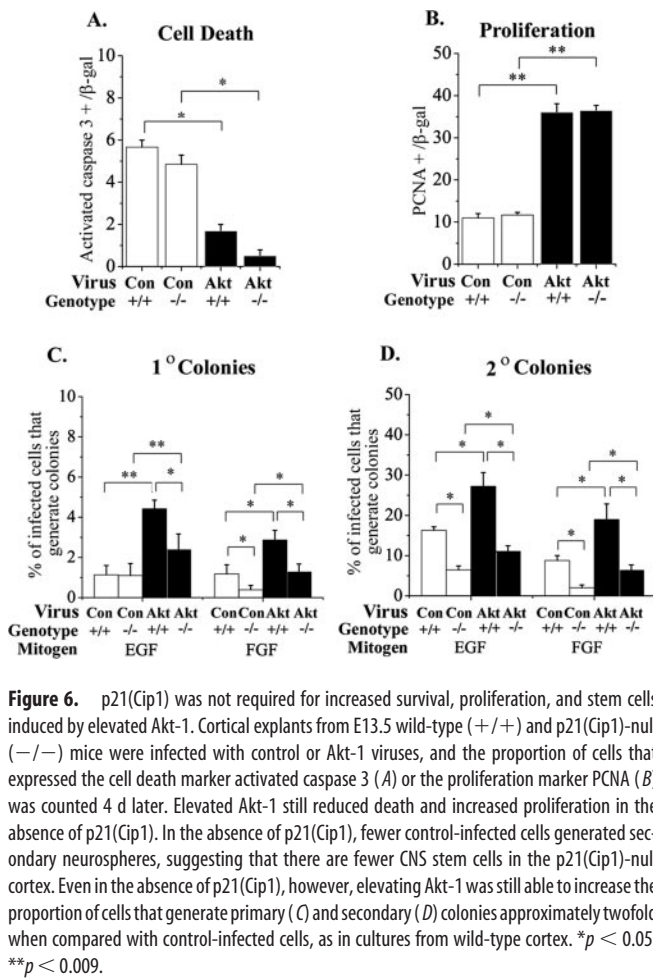 A.
Cell Death
Activated caspase 3 +/β-gal
10
8
6
4
2
0
*
*
Virus Con Con Akt Akt
Genotype +/+ -/- +/+ -/-
B.
Proliferation
PCNA +/β-gal
50
40
30
20
10
0
**
**
Virus Con Con Akt Akt
Genotype +/+ -/- +/+ -/-
C.
1° Colonies
% of infected cells that
generate colonies
10
8
6
4
2
0
**
**
*
*
*
*
*
Virus Con Con Akt Akt Con Con Akt Akt
Genotype +/+ -/- +/+ -/- +/+ -/- +/+ -/-
Mitogen EGF FGF
D.
2° Colonies
% of infected cells that
generate colonies
50
40
30
20
10
0
*
*
*
*
*
*
*
*
Virus Con Con Akt Akt Con Con Akt Akt
Genotype +/+ -/- +/+ -/- +/+ -/- +/+ -/-
Mitogen EGF FGF
Figure 6. p21(Cip1) was not required for increased survival, proliferation, and stem cells
induced by elevated Akt-1. Cortical explants from E13.5 wild-type (+/+) and p21(Cip1)-nul
(−/−) mice were infected with control or Akt-1 viruses, and the proportion of cells that
expressed the cell death marker activated caspase 3 (A) or the proliferation marker PCNA (B)
was counted 4 d later. Elevated Akt-1 still reduced death and increased proliferation in the
absence of p21(Cip1). In the absence of p21(Cip1), fewer control-infected cells generated sec-
ondary neurospheres, suggesting that there are fewer CNS stem cells in the p21(Cip1)-nul
cortex. Even in the absence of p21(Cip1), however, elevating Akt-1 was still able to increase the
proportion of cells that generate primary (C) and secondary (D) colonies approximately twofold
when compared with control-infected cells, as in cultures from wild-type cortex. *p < 0.05
**p < 0.009.